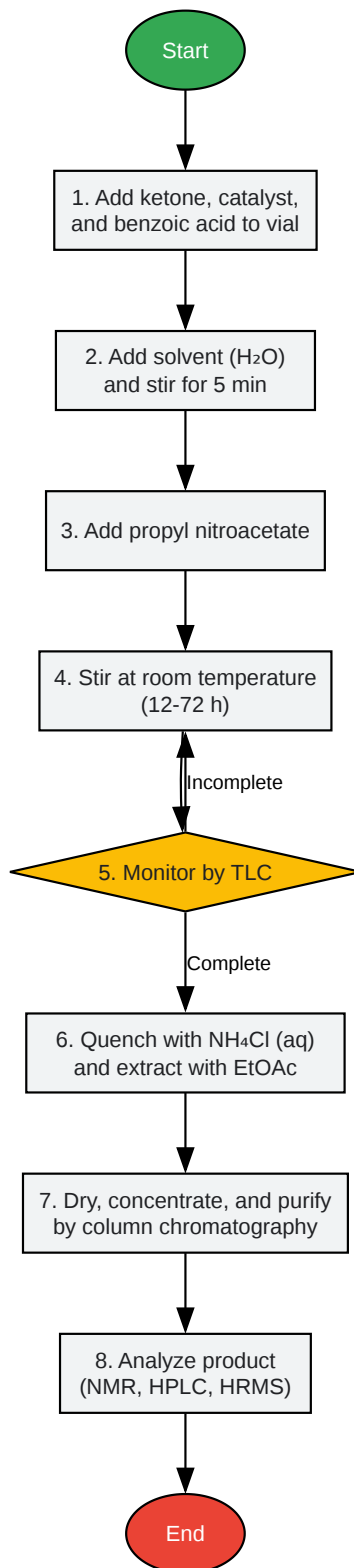 Start
1. Add ketone, catalyst,
and benzoic acid to vial
2. Add solvent (H₂O)
and stir for 5 min
3. Add propyl nitroacetate
4. Stir at room temperature
(12-72 h)
Incomplete
5. Monitor by TLC
Complete
6. Quench with NH₄Cl (aq)
and extract with EtOAc
7. Dry, concentrate, and purify
by column chromatography
8. Analyze product
(NMR, HPLC, HRMS)
End